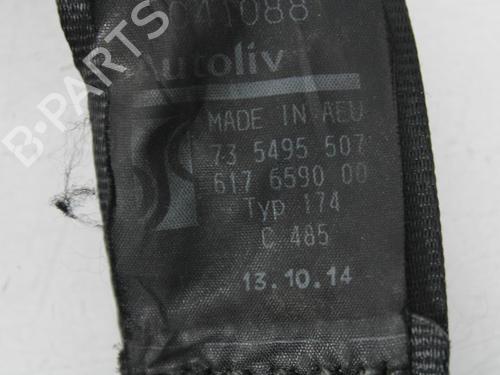 041088
Autoliv
MADE IN AEU
73 5495 507
617 6590 00
Typ 174
C 485
13.10.14
B-PARTS